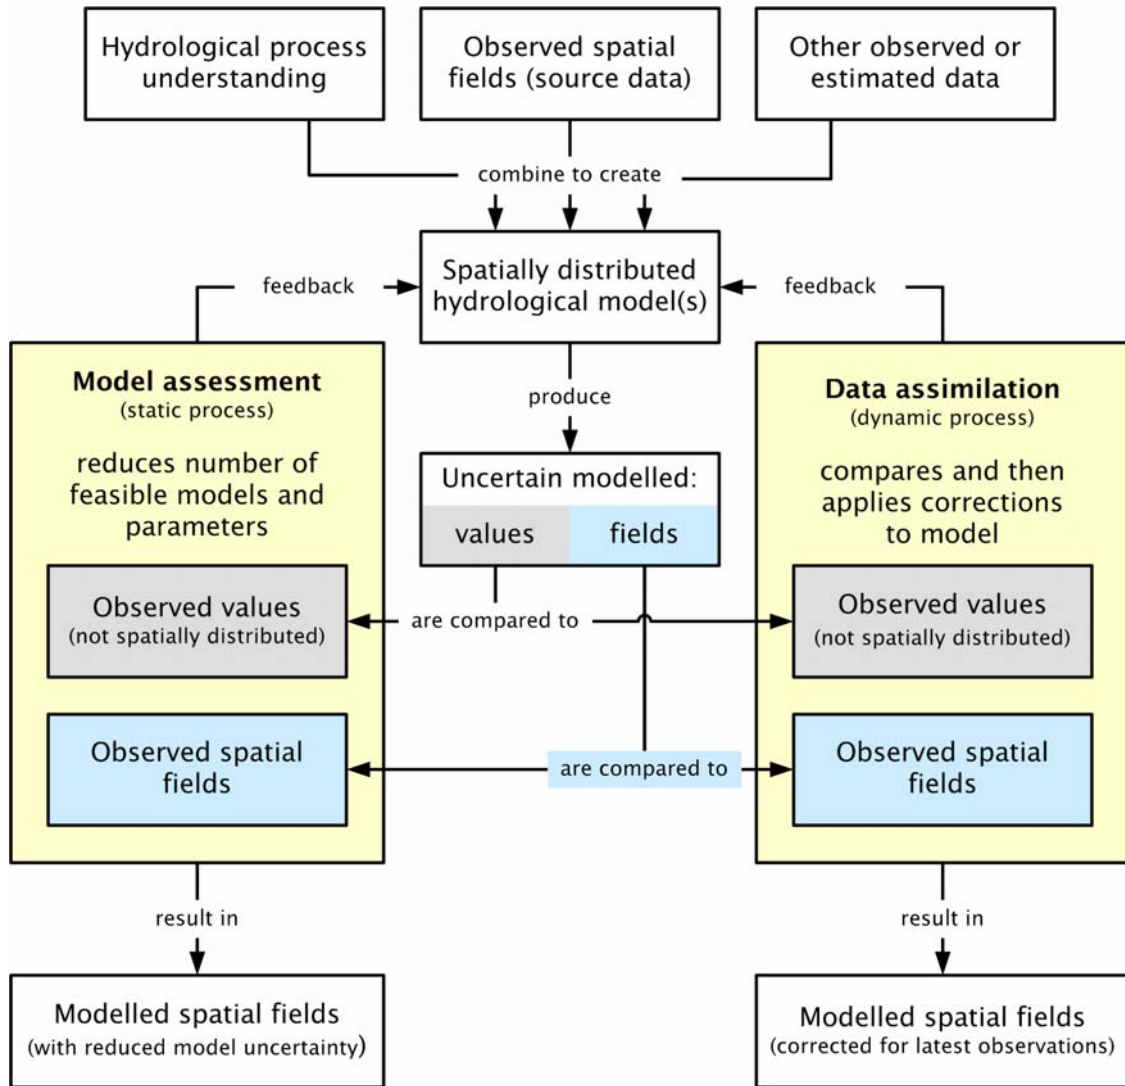 Hydrological process
understanding
Observed spatial
fields (source data)
Other observed or
estimated data
combine to create
Spatially distributed
hydrological model(s)
feedback
feedback
Model assessment
(static process)
reduces number of
feasible models and
parameters
Observed values
(not spatially distributed)
Observed spatial
fields
produce
Uncertain modelled:
values
fields
are compared to
are compared to
Data assimilation
(dynamic process)
compares and then
applies corrections
to model
Observed values
(not spatially distributed)
Observed spatial
fields
result in
result in
Modelled spatial fields
(with reduced model uncertainty)
Modelled spatial fields
(corrected for latest observations)